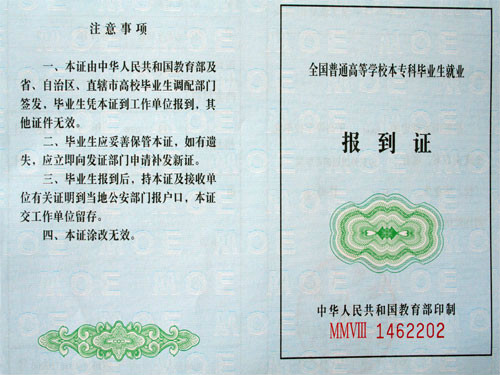 注意事项
一、本证由中华人民共和国教育部及
省、自治区、直辖市高校毕业生调配部门
签发，毕业生凭本证到工作单位报到，其
他证件无效。
二、毕业生应妥善保管本证，如有遗
失，应立即向发证部门申请补发新证。
三、毕业生报到后，持本证及接收单
位有关证明到当地公安部门报户口，本证
交工作单位留存。
四、本证涂改无效。
全国普通高等学校本专科毕业生就业
报到证
中华人民共和国教育部印制
MMVIII 1462202